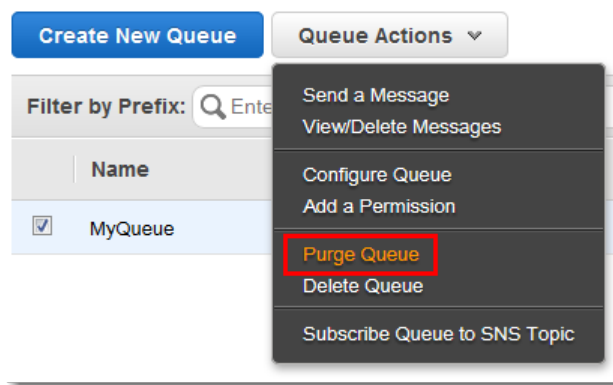 Create New Queue
Queue Actions
Filter by Prefix:
Send a Message
View/Delete Messages
Name
Configure Queue
Add a Permission
MyQueue
Purge Queue
Delete Queue
Subscribe Queue to SNS Topic